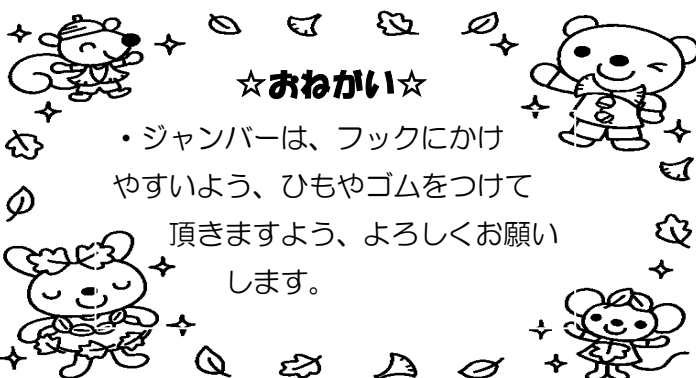 ☆おねがい☆
・ジャンバーは、フックにかけ
やすいよう、ひもやゴムをつけて
頂きますよう、よろしくお願い
します。